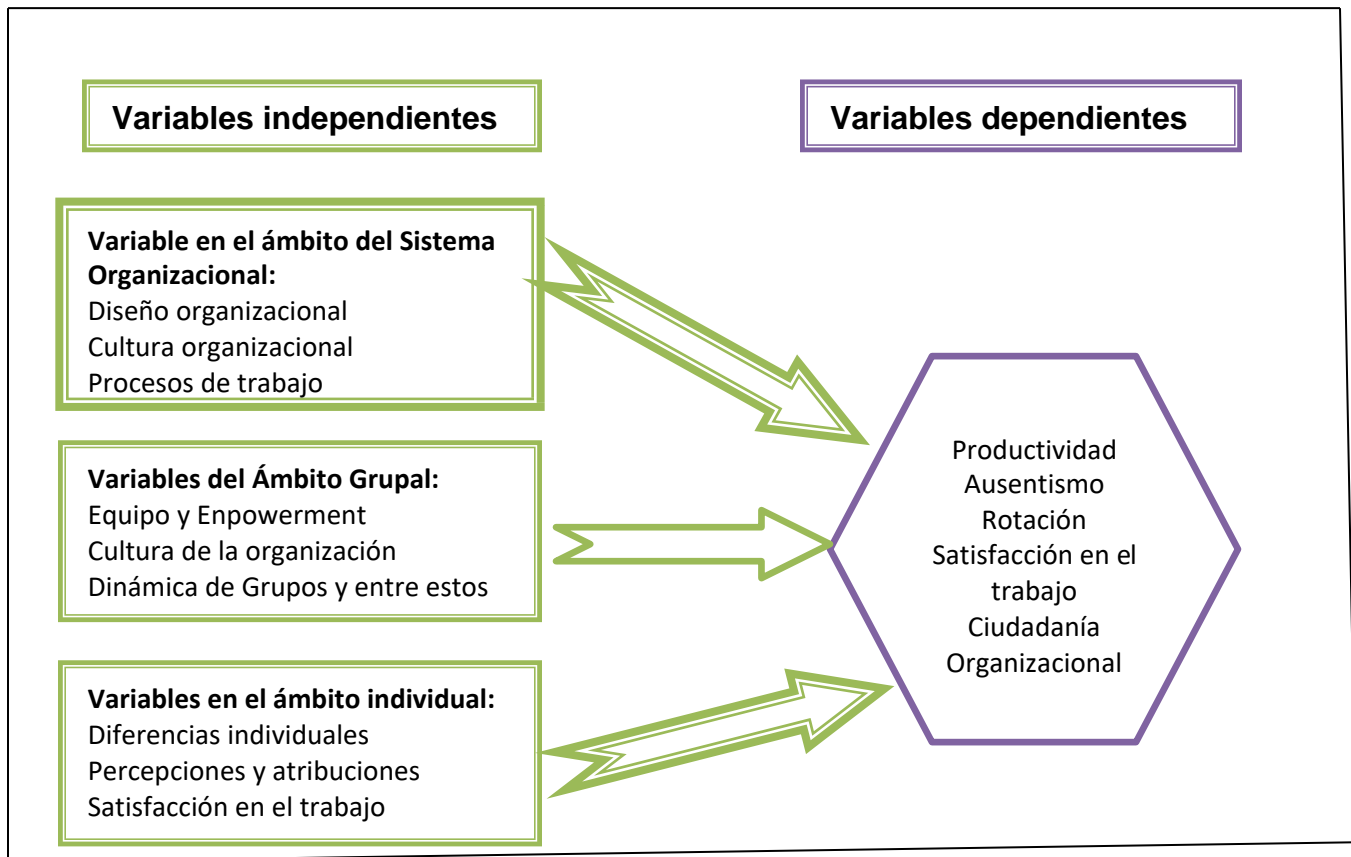 Variables independientes
Variables dependientes
Variable en el ámbito del Sistema
Organizacional:
Diseño organizacional
Cultura organizacional
Procesos de trabajo
Variables del Ámbito Grupal:
Equipo y Enpowerment
Cultura de la organización
Dinámica de Grupos y entre estos
Variables en el ámbito individual:
Diferencias individuales
Percepciones y atribuciones
Satisfacción en el trabajo
Productividad
Ausentismo
Rotación
Satisfacción en el
trabajo
Ciudadanía
Organizacional